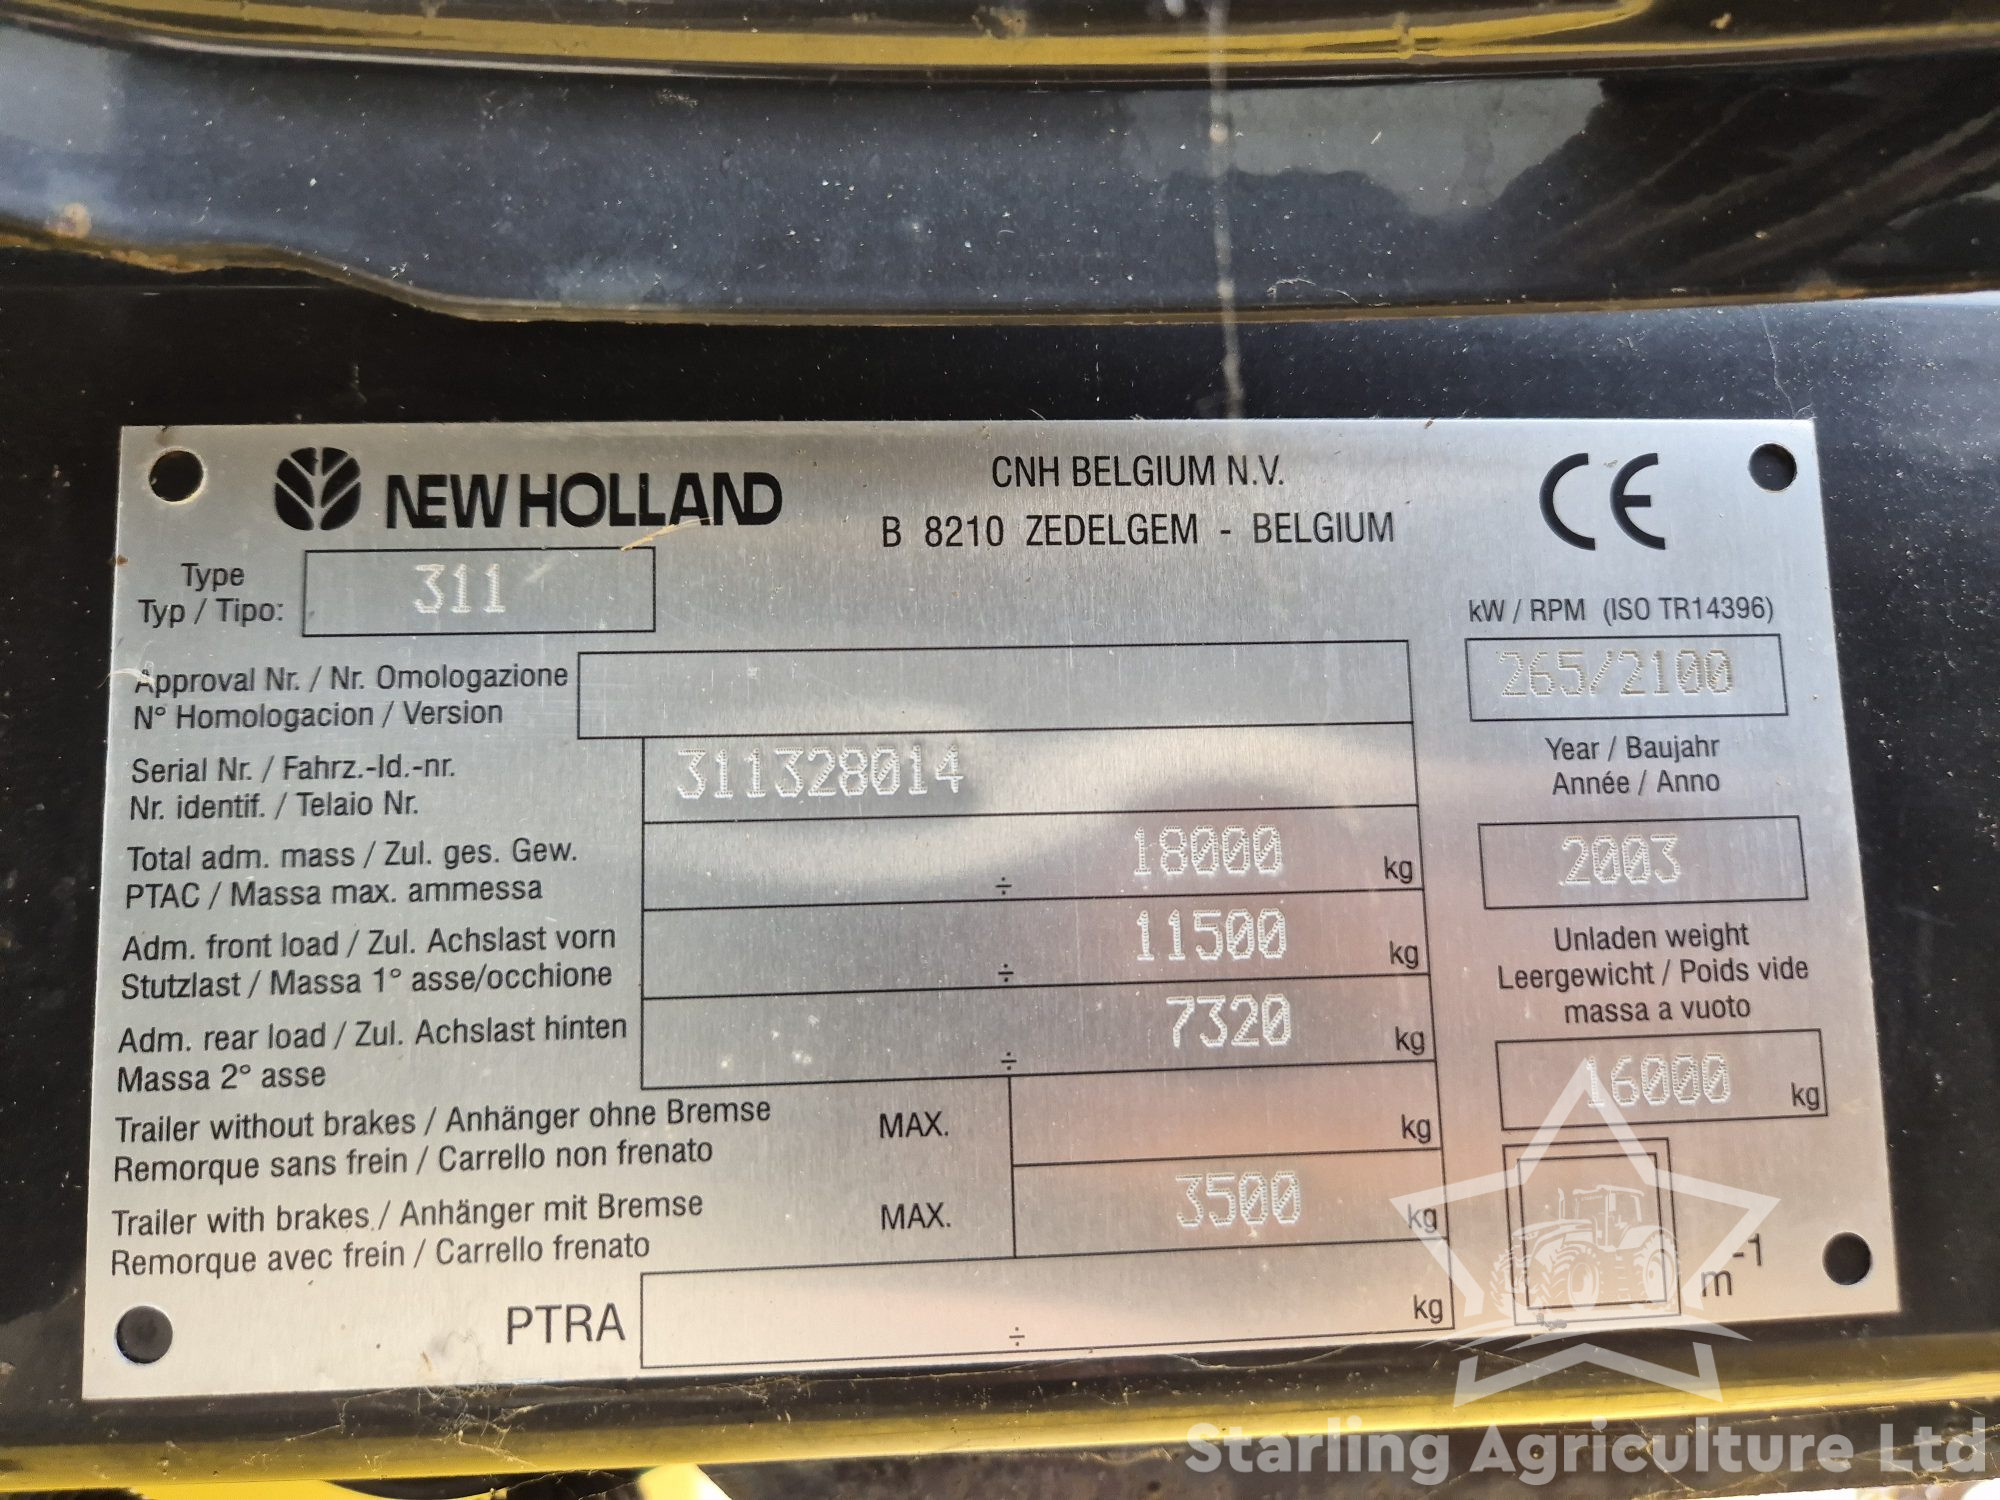 NEW HOLLAND
CNH BELGIUM N.V.
B 8210 ZEDELGEM - BELGIUM
CE
Type
Typ / Tipo:
311
kW / RPM (ISO TR14396)
265/2100
Approval Nr. / Nr. Omologazione
N° Homologacion / Version
Year / Baujahr
Année / Anno
2003
Serial Nr. / Fahrz.-Id.-nr.
Nr. identif. / Telaio Nr.
311328014
Total adm. mass / Zul. ges. Gew.
PTAC / Massa max. ammessa
÷ 18000 kg
Adm. front load / Zul. Achslast vorn
Stutzlast / Massa 1° asse/occhione
÷ 11500 kg
Unladen weight
Leergewicht / Poids vide
massa a vuoto
16000 kg
Adm. rear load / Zul. Achslast hinten
Massa 2° asse
÷ 7320 kg
Trailer without brakes / Anhänger ohne Bremse
Remorque sans frein / Carrello non frenato
MAX. kg
Trailer with brakes / Anhänger mit Bremse
Remorque avec frein / Carrello frenato
MAX. 3500 kg
m-1
PTRA ÷ kg
Starling Agriculture Ltd